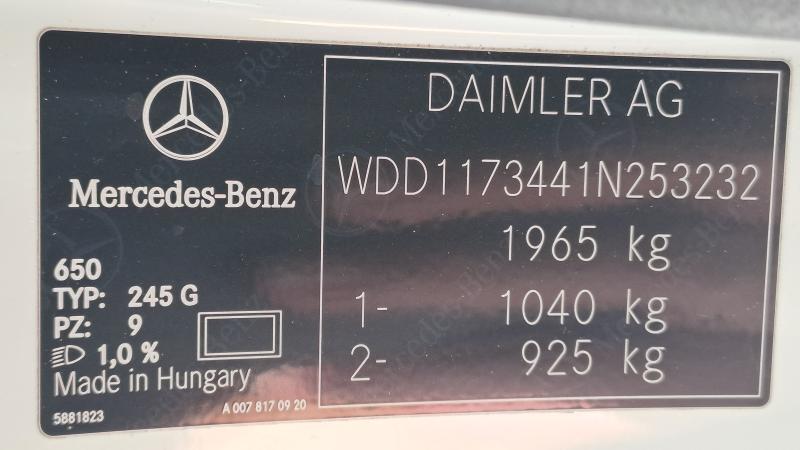 Mercedes-Benz
650
TYP: 245 G
PZ: 9
1,0 %
Made in Hungary
5881823
A 007 817 09 20
DAIMLER AG
WDD1173441N253232
1965 kg
1- 1040 kg
2- 925 kg